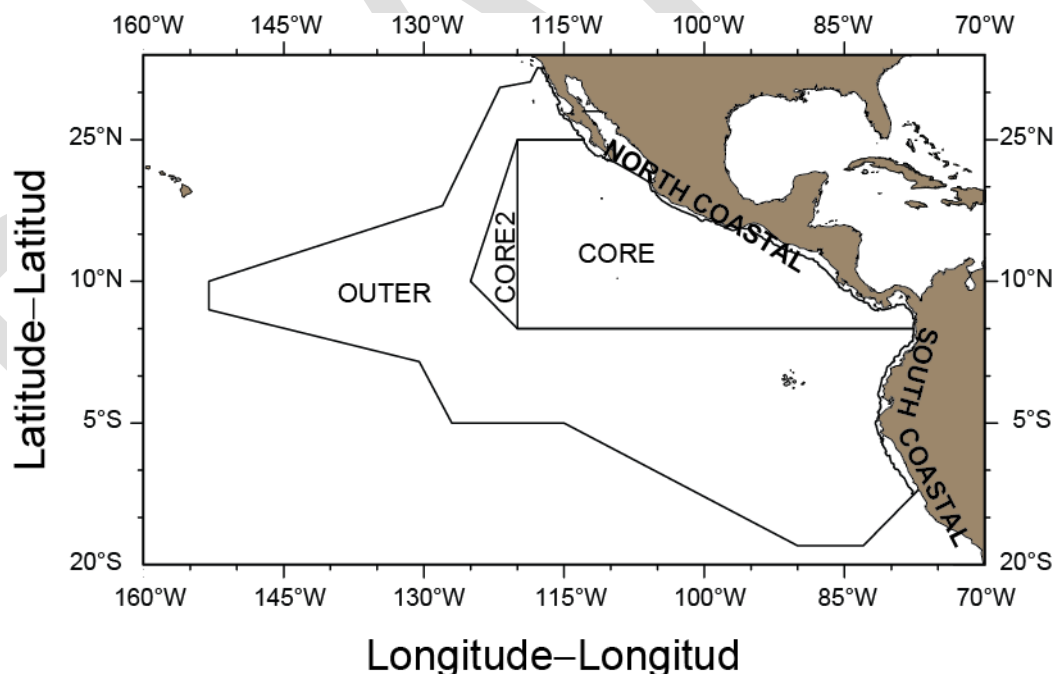 160°W 145°W 130°W 115°W 100°W 85°W 70°W
25°N 25°N
NORTH COASTAL
CORE2
CORE
10°N 10°N
OUTER
SOUTH COASTAL
5°S 5°S
20°S 20°S
160°W 145°W 130°W 115°W 100°W 85°W 70°W
Latitude–Latitud
Longitude–Longitud